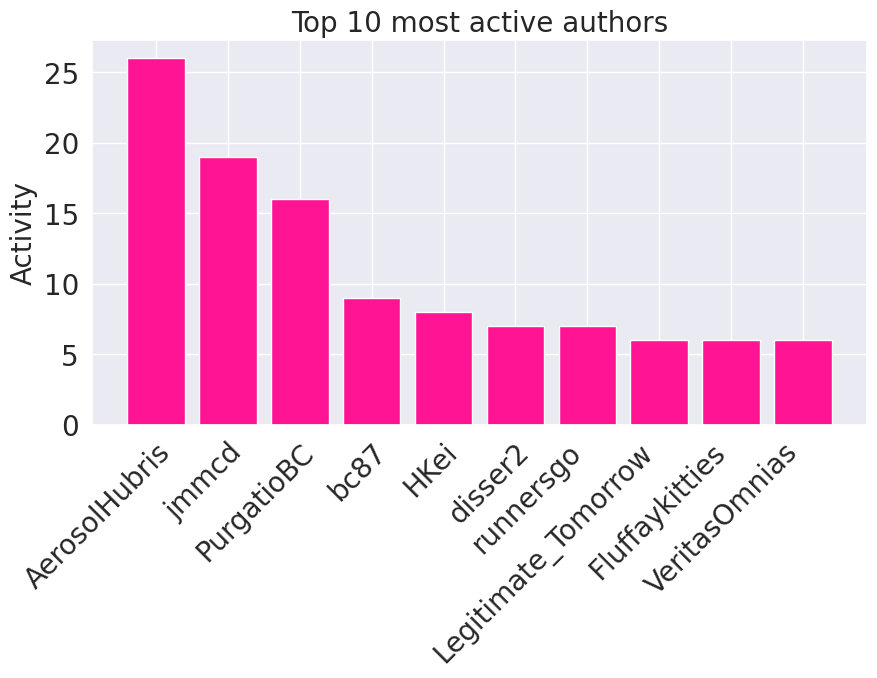 Top 10 most active authors
Activity
25
20
15
10
5
0
AerosolHubris
jmmcd
PurgatioBC
bc87
HKei
disser2
runnersgo
Legitimate_Tomorrow
Fluffaykitties
VeritasOmnias